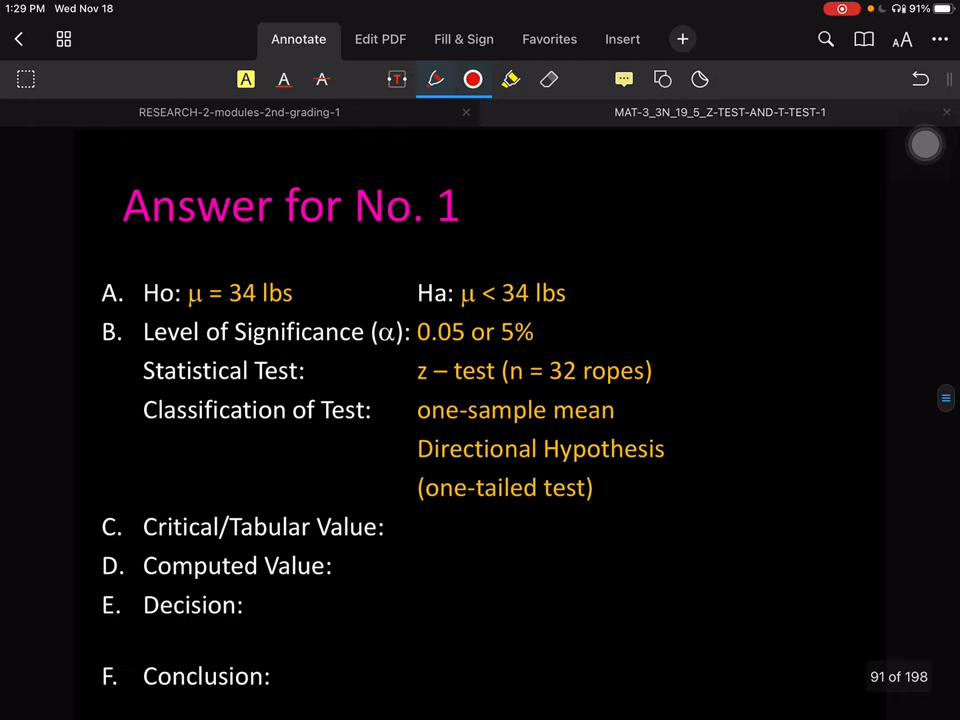 1:29 PM Wed Nov 18 91%
Annotate Edit PDF Fill & Sign Favorites Insert + AA
A A A T
RESEARCH-2-modules-2nd-grading-1 MAT-3_3N_19_5_Z-TEST-AND-T-TEST-1
Answer for No. 1
A. Ho: μ = 34 lbs Ha: μ < 34 lbs
B. Level of Significance (α): 0.05 or 5%
Statistical Test: z – test (n = 32 ropes)
Classification of Test: one-sample mean
Directional Hypothesis
(one-tailed test)
C. Critical/Tabular Value:
D. Computed Value:
E. Decision:
F. Conclusion:
91 of 198